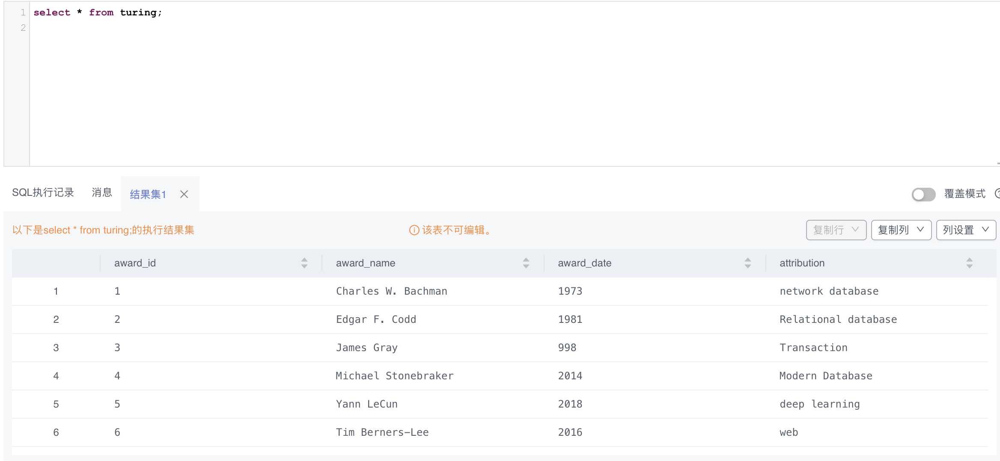 1 select * from turing;
2
SQL执行记录 消息 结果集1 覆盖模式
以下是select * from turing;的执行结果集 该表不可编辑。 复制行 复制列 列设置
award_id award_name award_date attribution
1 1 Charles W. Bachman 1973 network database
2 2 Edgar F. Codd 1981 Relational database
3 3 James Gray 998 Transaction
4 4 Michael Stonebraker 2014 Modern Database
5 5 Yann LeCun 2018 deep learning
6 6 Tim Berners-Lee 2016 web